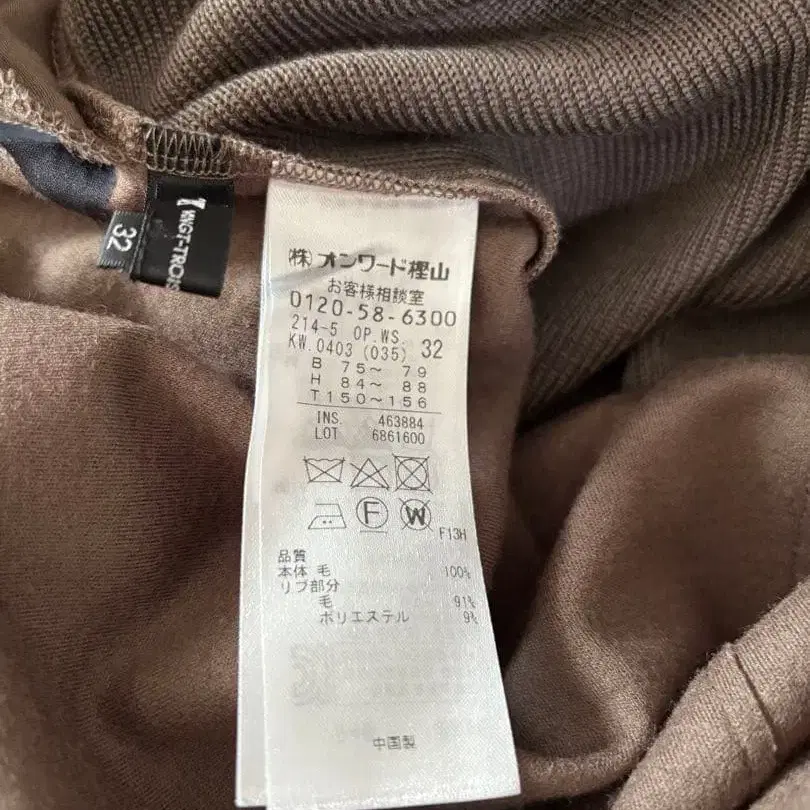 32
KNGT-TROIS
(株)オンワード樫山
お客様相談室
0120-58-6300
214-5 OP.WS.
KW.0403 (035) 32
B 75～ 79
H 84～ 88
T150～156
INS. 463884
LOT 6861600
F
W
F13H
品質
本体 毛 100%
リブ部分
毛 91%
ポリエステル 9%
中国製